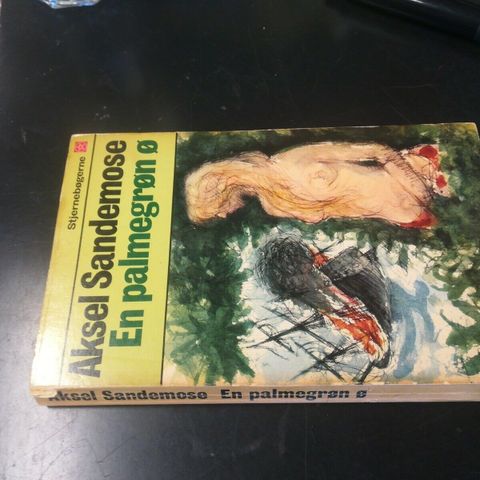 Stjernebøgerne
Aksel Sandemose
En palmegrøn ø
Aksel Sandemose En palmegrøn ø